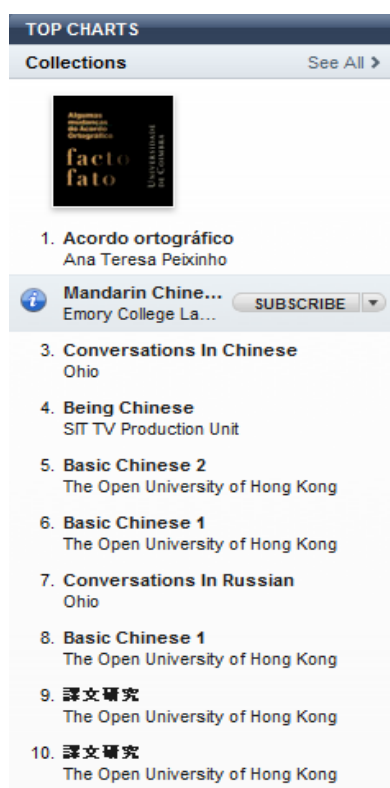 TOP CHARTS
Collections See All >
Algumas
mudanças
do Acordo
Ortográfico
facto
fato
UNIVERSIDADE
DE COIMBRA
1. Acordo ortográfico
Ana Teresa Peixinho
i Mandarin Chine... SUBSCRIBE
Emory College La...
3. Conversations In Chinese
Ohio
4. Being Chinese
SIT TV Production Unit
5. Basic Chinese 2
The Open University of Hong Kong
6. Basic Chinese 1
The Open University of Hong Kong
7. Conversations In Russian
Ohio
8. Basic Chinese 1
The Open University of Hong Kong
9. 譯文研究
The Open University of Hong Kong
10. 譯文研究
The Open University of Hong Kong